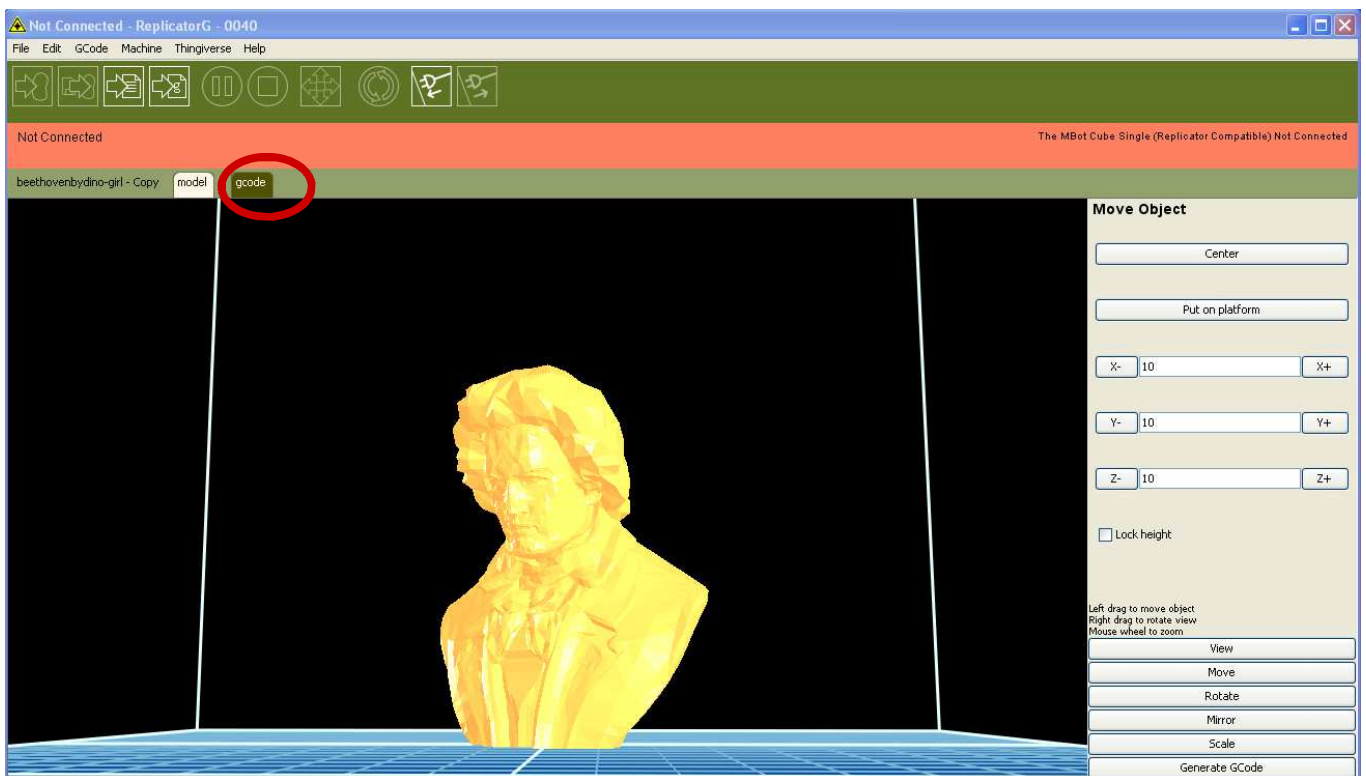 Not Connected - ReplicatorG - 0040
File Edit GCode Machine Thingiverse Help
Not Connected
The MBot Cube Single (Replicator Compatible) Not Connected
beethovenbydino-girl - Copy model gcode
Move Object
Center
Put on platform
X- 10 X+
Y- 10 Y+
Z- 10 Z+
Lock height
Left drag to move object
Right drag to rotate view
Mouse wheel to zoom
View
Move
Rotate
Mirror
Scale
Generate GCode